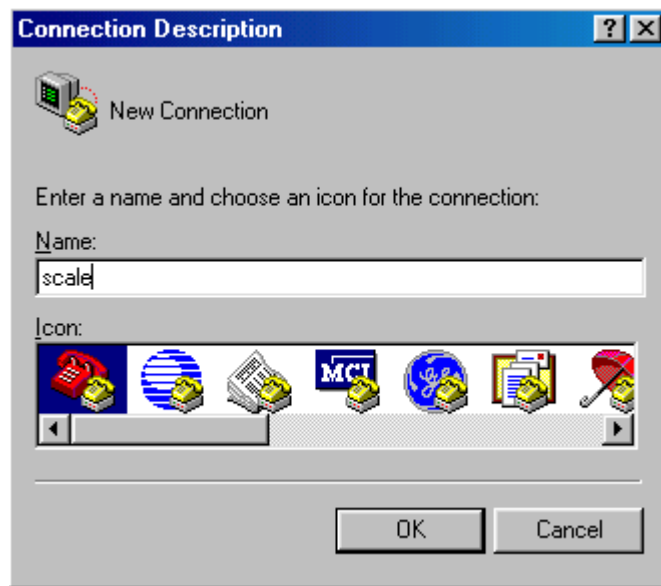 Connection Description
New Connection
Enter a name and choose an icon for the connection:
Name:
scale
Icon:
MCI
OK Cancel